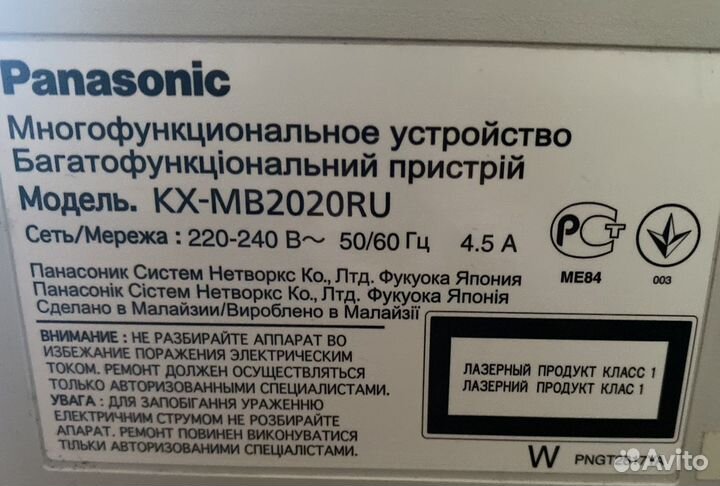 Panasonic
Многофункциональное устройство
Багатофункціональний пристрій
Модель. KX-MB2020RU
Сеть/Мережа : 220-240 В~ 50/60 Гц 4.5 А
Панасоник Систем Нетворкс Ко., Лтд. Фукуока Япония
Панасонік Сістем Нетворкс Ко., Лтд. Фукуока Японія
Сделано в Малайзии/Вироблено в Малайзії
РСТ
ME84
003
ВНИМАНИЕ : НЕ РАЗБИРАЙТЕ АППАРАТ ВО
ИЗБЕЖАНИЕ ПОРАЖЕНИЯ ЭЛЕКТРИЧЕСКИМ
ТОКОМ. РЕМОНТ ДОЛЖЕН ОСУЩЕСТВЛЯТЬСЯ
ТОЛЬКО АВТОРИЗОВАННЫМИ СПЕЦИАЛИСТАМИ.
УВАГА : ДЛЯ ЗАПОБІГАННЯ УРАЖЕННЮ
ЕЛЕКТРИЧНИМ СТРУМОМ НЕ РОЗБИРАЙТЕ
АПАРАТ. РЕМОНТ ПОВИНЕН ВИКОНУВАТИСЯ
ТІЛЬКИ АВТОРИЗОВАНИМИ СПЕЦІАЛІСТАМИ.
ЛАЗЕРНЫЙ ПРОДУКТ КЛАСС 1
ЛАЗЕРНИЙ ПРОДУКТ КЛАС 1
W
Avito